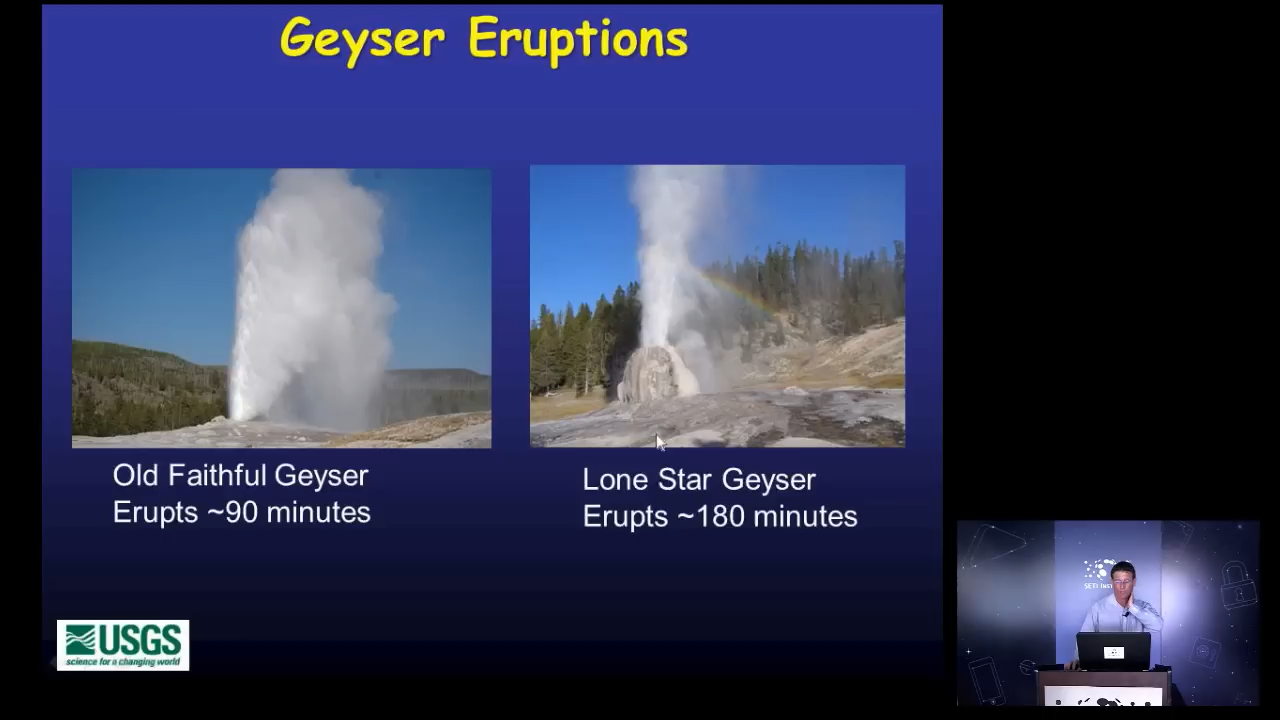 Geyser Eruptions
Old Faithful Geyser
Erupts ~90 minutes
Lone Star Geyser
Erupts ~180 minutes
USGS
science for a changing world
SETI